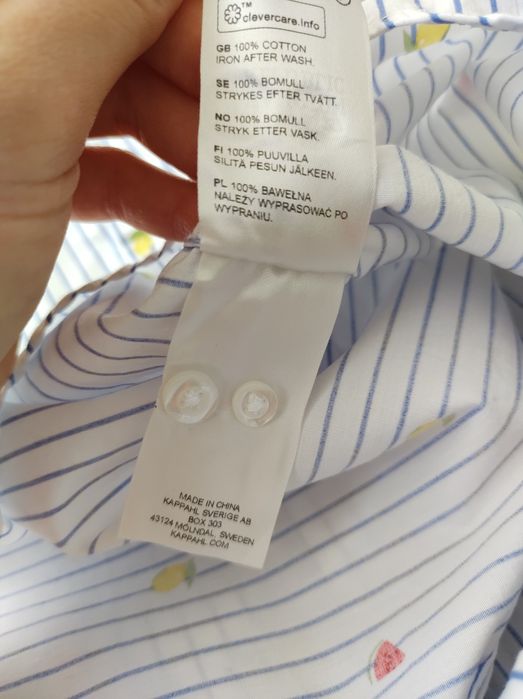 TM
clevercare.info
GB 100% COTTON
IRON AFTER WASH.
SE 100% BOMULL
STRYKES EFTER TVÄTT.
NO 100% BOMULL
STRYK ETTER VASK.
FI 100% PUUVILLA
SILITÄ PESUN JÄLKEEN.
PL 100% BAWEŁNA
NALEŻY WYPRASOWAĆ PO
WYPRANIU.
MADE IN CHINA
KAPPAHL SVERIGE AB
BOX 303
43124 MÖLNDAL, SWEDEN
KAPPAHL.COM